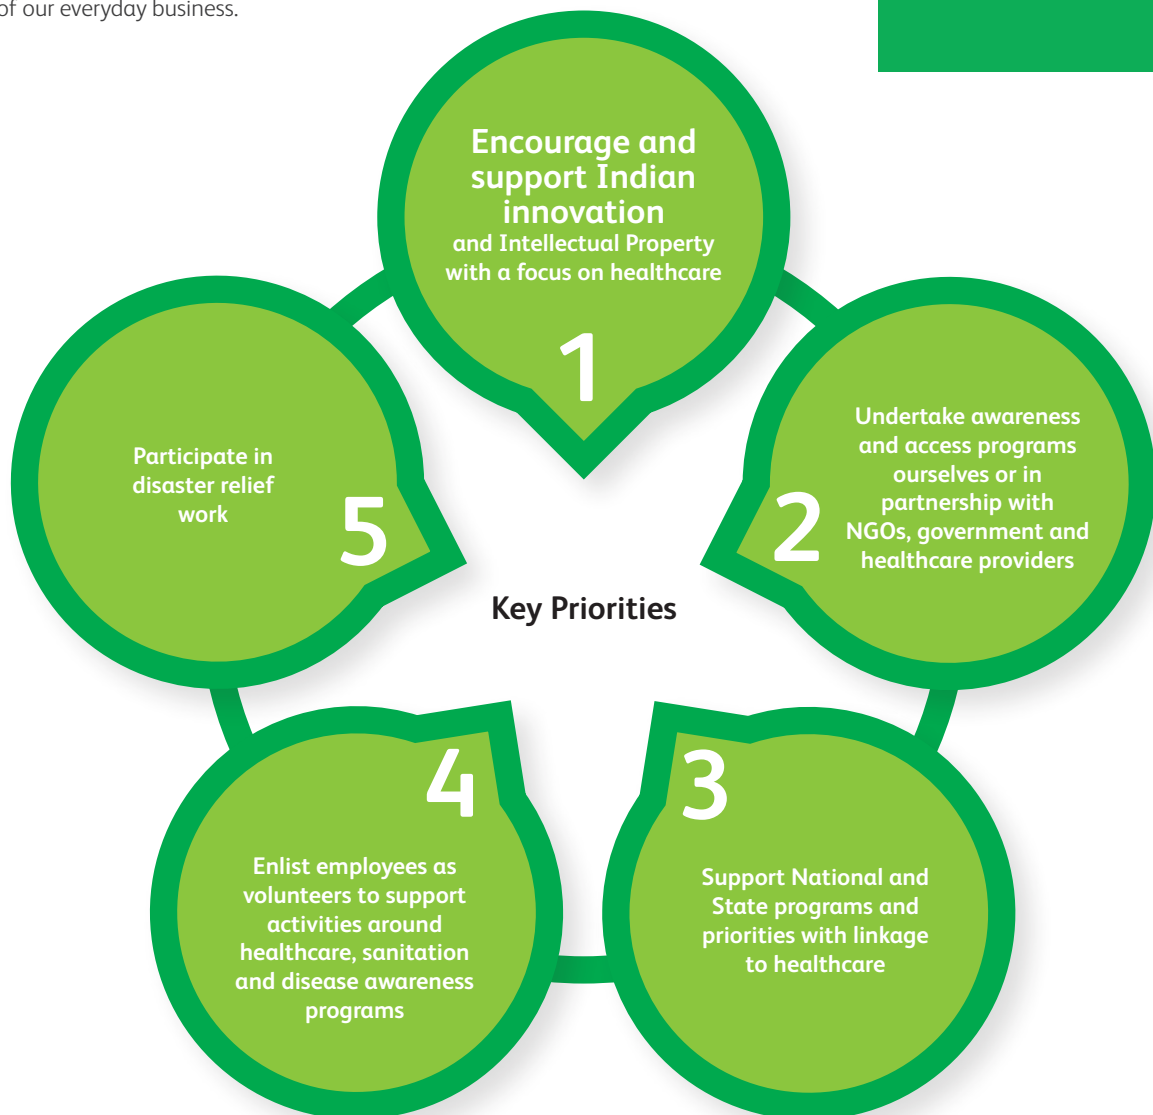 of our everyday business.
Encourage and
support Indian
innovation
and Intellectual Property
with a focus on healthcare
1
Undertake awareness
and access programs
ourselves or in
partnership with
NGOs, government and
healthcare providers
2
3
Support National and
State programs and
priorities with linkage
to healthcare
4
Enlist employees as
volunteers to support
activities around
healthcare, sanitation
and disease awareness
programs
Participate in
disaster relief
work
5
Key Priorities